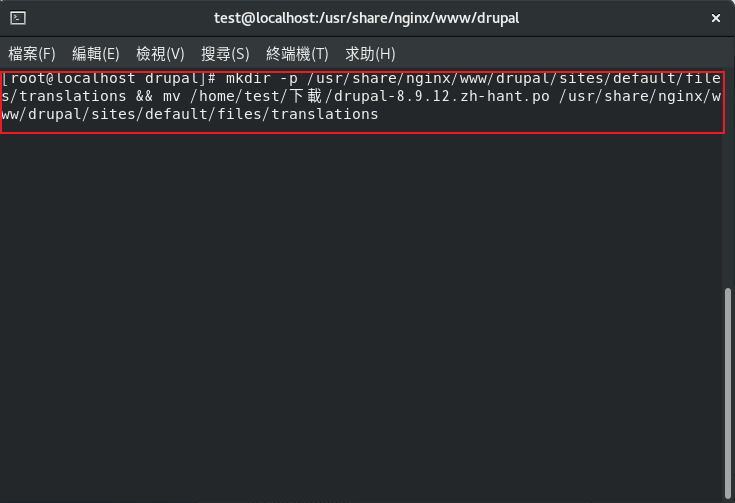 test@localhost:/usr/share/nginx/www/drupal
檔案(F) 編輯(E) 檢視(V) 搜尋(S) 終端機(T) 求助(H)
[root@localhost drupal]# mkdir -p /usr/share/nginx/www/drupal/sites/default/file
s/translations && mv /home/test/下載/drupal-8.9.12.zh-hant.po /usr/share/nginx/w
ww/drupal/sites/default/files/translations